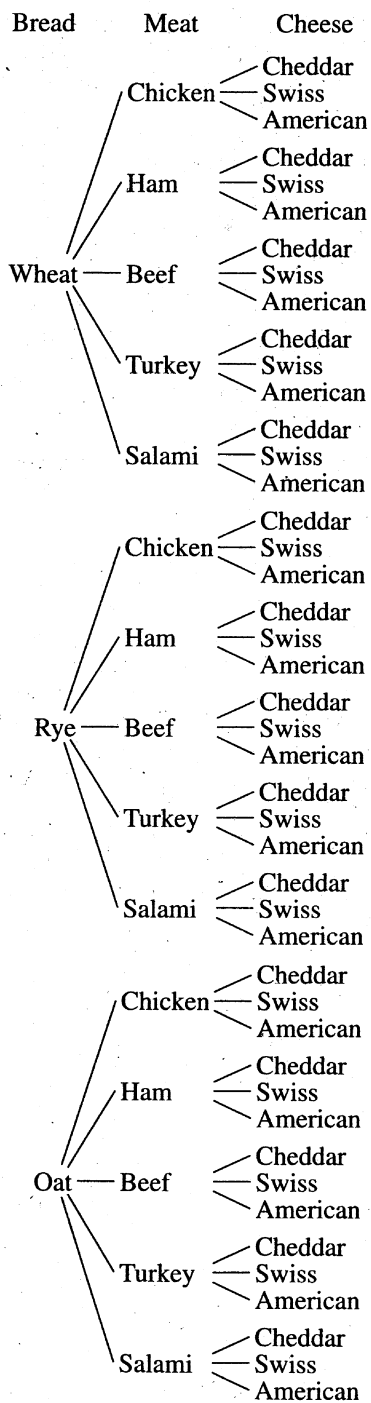 Bread Meat Cheese
Cheddar
Chicken Swiss
American
Cheddar
Ham Swiss
American
Cheddar
Wheat Beef Swiss
American
Cheddar
Turkey Swiss
American
Cheddar
Salami Swiss
American
Cheddar
Chicken Swiss
American
Cheddar
Ham Swiss
American
Cheddar
Rye Beef Swiss
American
Cheddar
Turkey Swiss
American
Cheddar
Salami Swiss
American
Cheddar
Chicken Swiss
American
Cheddar
Ham Swiss
American
Cheddar
Oat Beef Swiss
American
Cheddar
Turkey Swiss
American
Cheddar
Salami Swiss
American